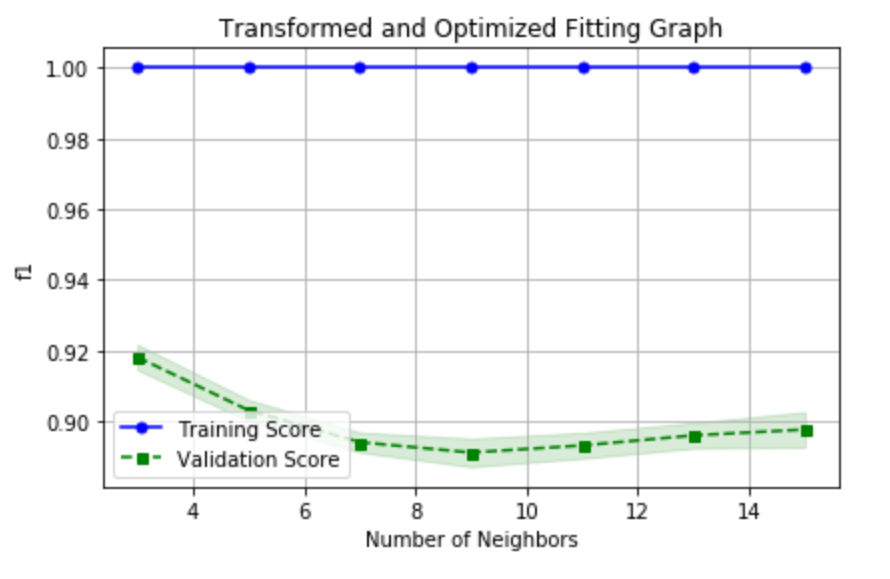 Transformed and Optimized Fitting Graph
1.00
0.98
0.96
0.94
0.92
0.90
f1
Training Score
Validation Score
4 6 8 10 12 14
Number of Neighbors